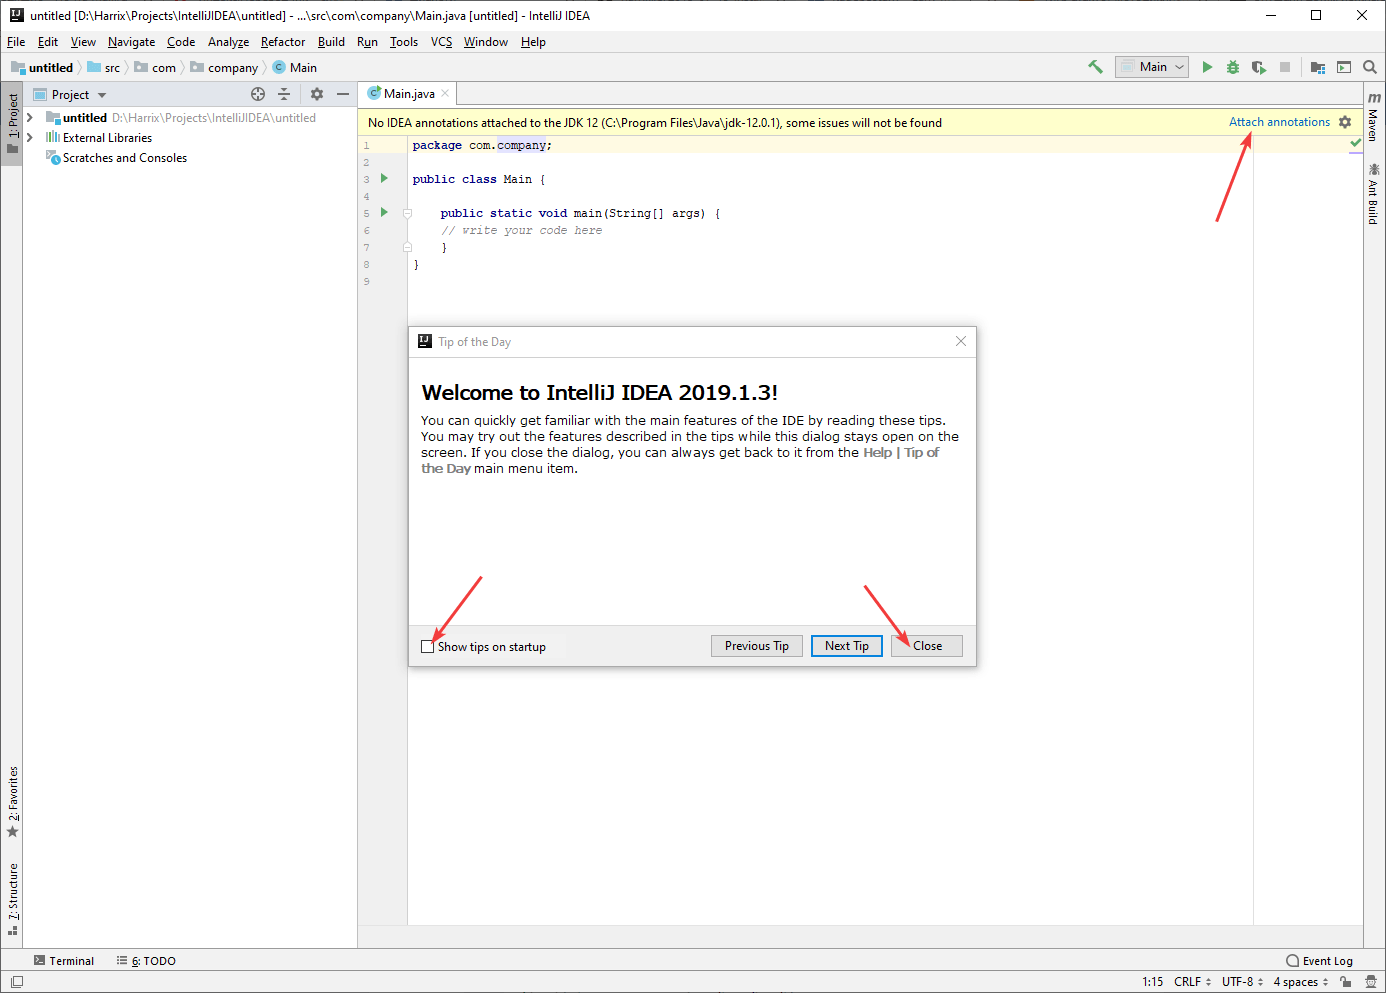 untitled [D:\Harrix\Projects\IntelliJIDEA\untitled] - ...\src\com\company\Main.java [untitled] - IntelliJ IDEA
File Edit View Navigate Code Analyze Refactor Build Run Tools VCS Window Help
untitled src com company Main
Main
1: Project
Project
Main.java
untitled D:\Harrix\Projects\IntelliJIDEA\untitled
External Libraries
Scratches and Consoles
No IDEA annotations attached to the JDK 12 (C:\Program Files\Java\jdk-12.0.1), some issues will not be found
Attach annotations
1 package com.company;
2
3 public class Main {
4
5 public static void main(String[] args) {
6 // write your code here
7 }
8 }
9
m Maven
Ant Build
Tip of the Day
Welcome to IntelliJ IDEA 2019.1.3!
You can quickly get familiar with the main features of the IDE by reading these tips.
You may try out the features described in the tips while this dialog stays open on the
screen. If you close the dialog, you can always get back to it from the Help | Tip of
the Day main menu item.
Show tips on startup
Previous Tip
Next Tip
Close
2: Favorites
7: Structure
Terminal
6: TODO
Event Log
1:15 CRLF UTF-8 4 spaces